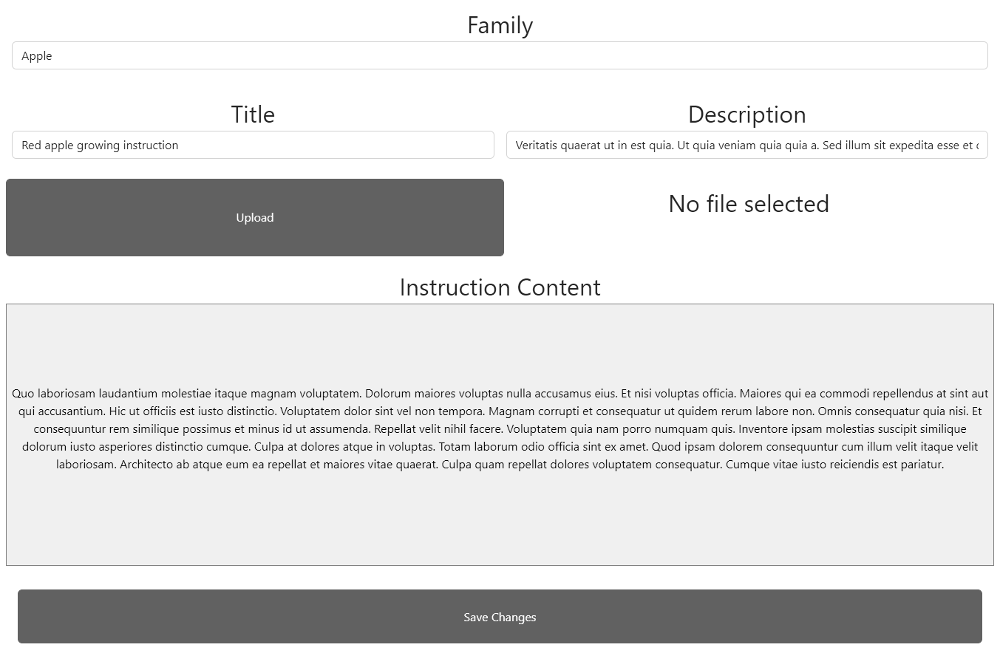 Family
Apple
Title
Description
Red apple growing instruction
Veritatis quaerat ut in est quia. Ut quia veniam quia quia a. Sed illum sit expedita esse et
Upload
No file selected
Instruction Content
Quo laboriosam laudantium molestiae itaque magnam voluptatem. Dolorum maiores voluptas nulla accusamus eius. Et nisi voluptas officia. Maiores qui ea commodi repellendus at sint aut
qui accusantium. Hic ut officiis est iusto distinctio. Voluptatem dolor sint vel non tempora. Magnam corrupti et consequatur ut quidem rerum labore non. Omnis consequatur quia nisi. Et
consequuntur rem similique possimus et minus id ut assumenda. Repellat velit nihil facere. Voluptatem quia nam porro numquam quis. Inventore ipsam molestias suscipit similique
dolorum iusto asperiores distinctio cumque. Culpa at dolores atque in voluptas. Totam laborum odio officia sint ex amet. Quod ipsam dolorem consequuntur cum illum velit itaque velit
laboriosam. Architecto ab atque eum ea repellat et maiores vitae quaerat. Culpa quam repellat dolores voluptatem consequatur. Cumque vitae iusto reiciendis est pariatur.
Save Changes